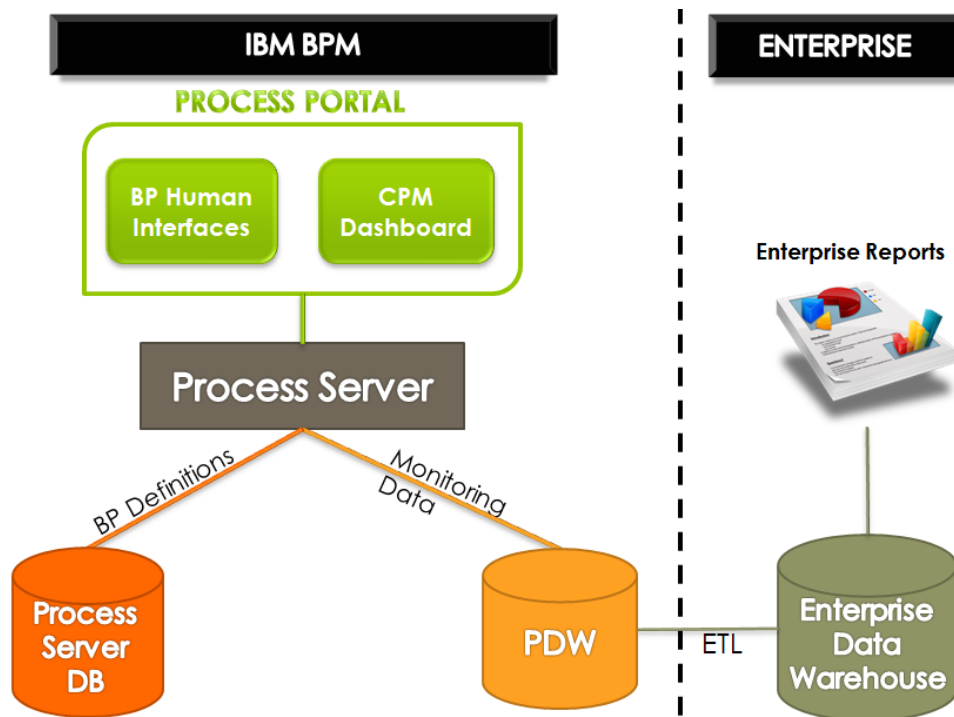 IBM BPM
ENTERPRISE
PROCESS PORTAL
BP Human
Interfaces
CPM
Dashboard
Enterprise Reports
Process Server
BP Definitions
Monitoring
Data
Process
Server
DB
PDW
ETL
Enterprise
Data
Warehouse